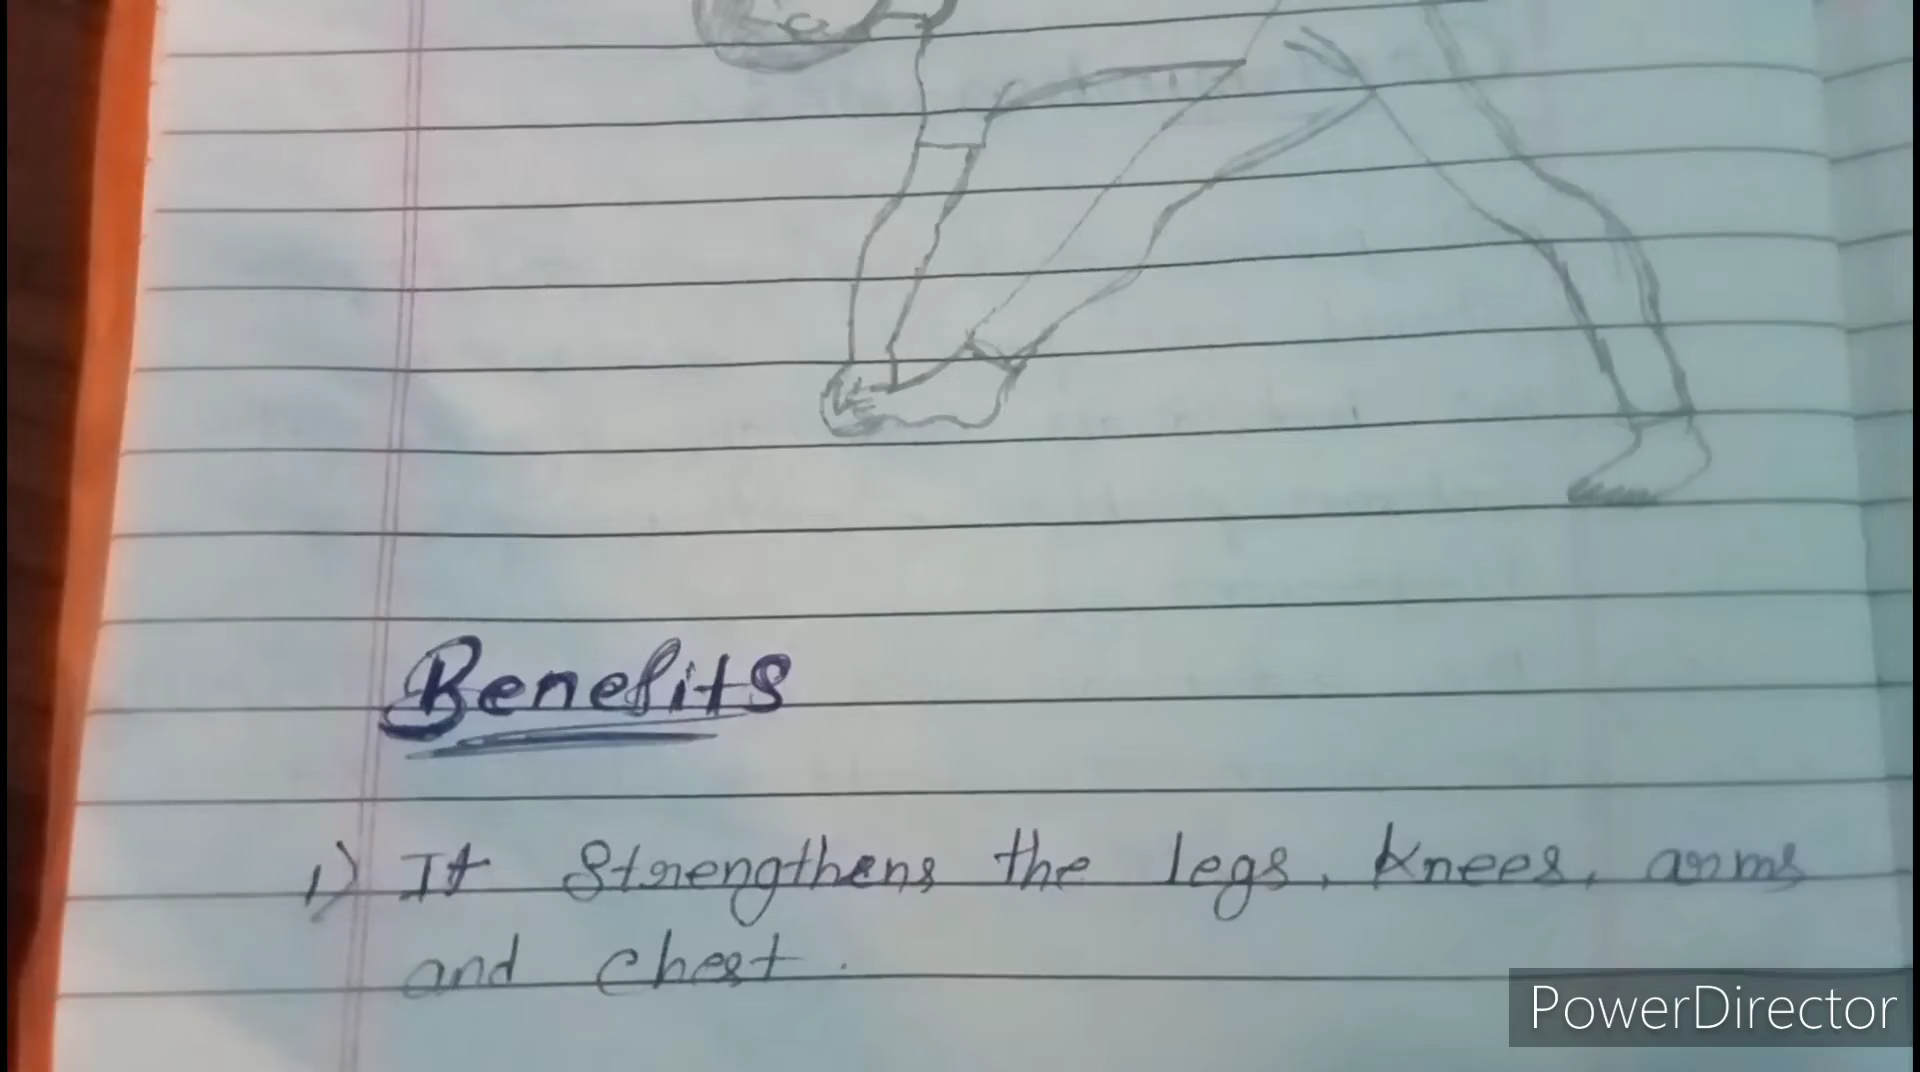 Benefits
1) It strengthens the legs, knees, arms
and chest.
PowerDirector